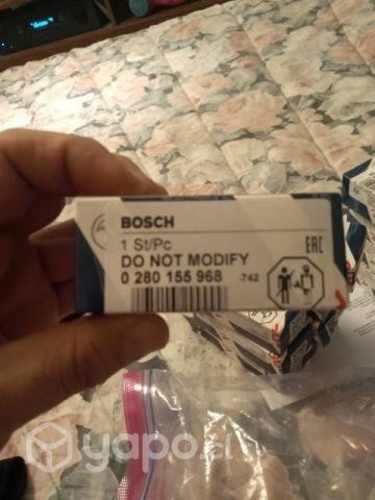 BOSCH
1 St/Pc
DO NOT MODIFY
0 280 155 968 -742
EAC
yapo.cl